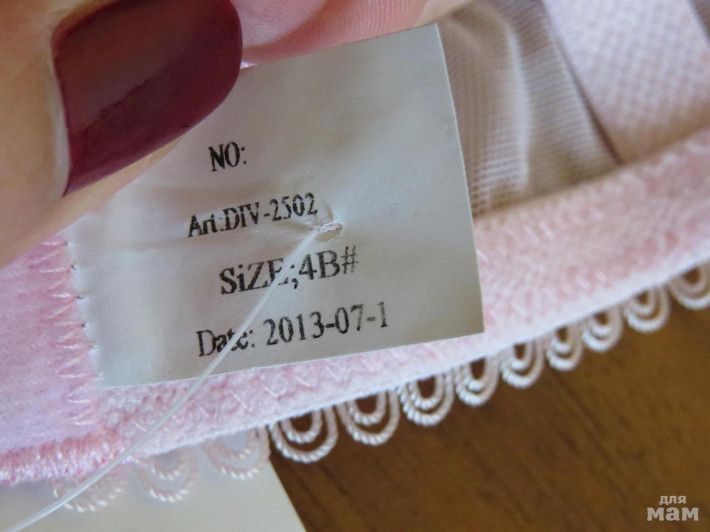 NO:
Art:DIV-2502
SiZE;4B#
Date: 2013-07-1
для
мам